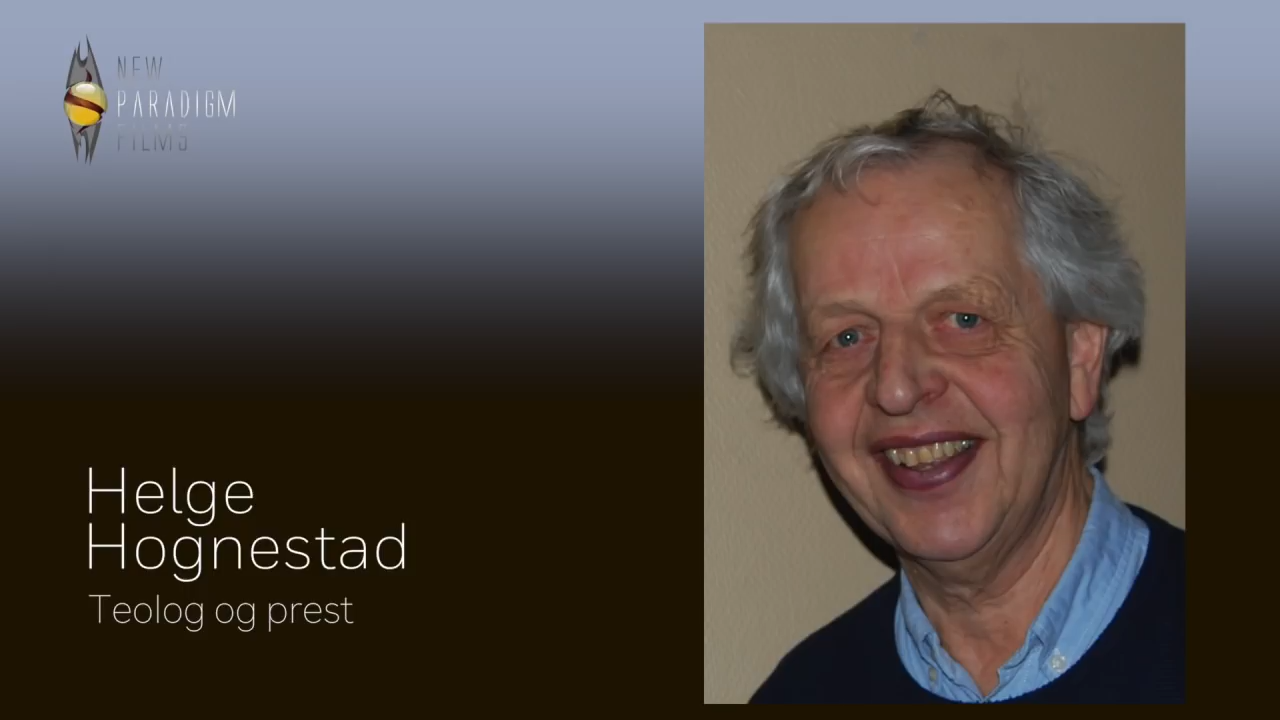 NEW
PARADIGM
FILMS
Helge
Hognestad
Teolog og prest